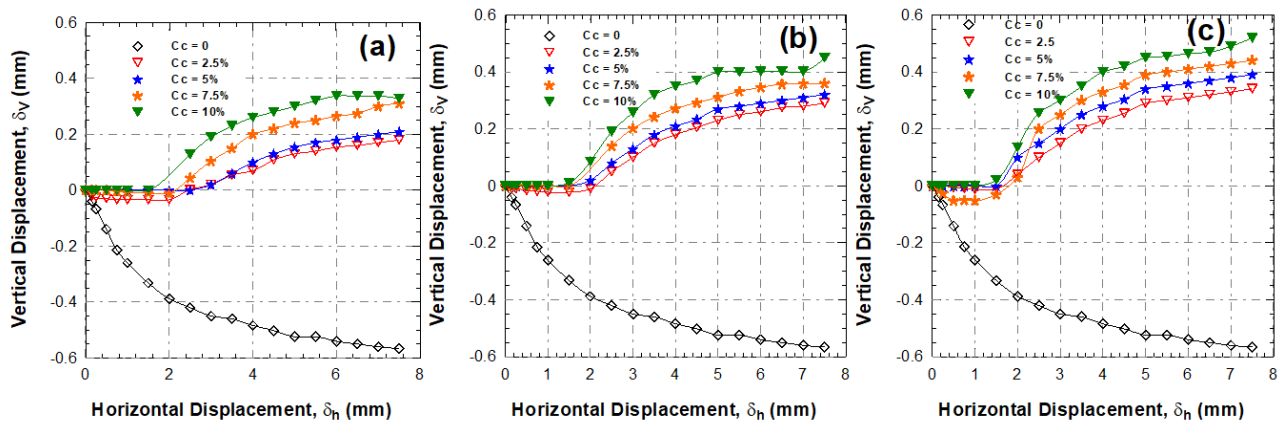 0.6
0.4
0.2
0
-0.2
-0.4
-0.6
Vertical Displacement, δv (mm)
Cc = 0
Cc = 2.5%
Cc = 5%
Cc = 7.5%
Cc = 10%
(a)
0 2 4 6 8
Horizontal Displacement, δh (mm)
0.6
0.4
0.2
0
-0.2
-0.4
-0.6
Vertical Displacement, δv (mm)
Cc = 0
Cc = 2.5%
Cc = 5%
Cc = 7.5%
Cc = 10%
(b)
0 1 2 3 4 5 6 7 8
Horizontal Displacement, δh (mm)
0.6
0.4
0.2
0
-0.2
-0.4
-0.6
Vertical Displacement, δv (mm)
Cc = 0
Cc = 2.5
Cc = 5%
Cc = 7.5%
Cc = 10%
(c)
0 1 2 3 4 5 6 7 8
Horizontal Displacement, δh (mm)